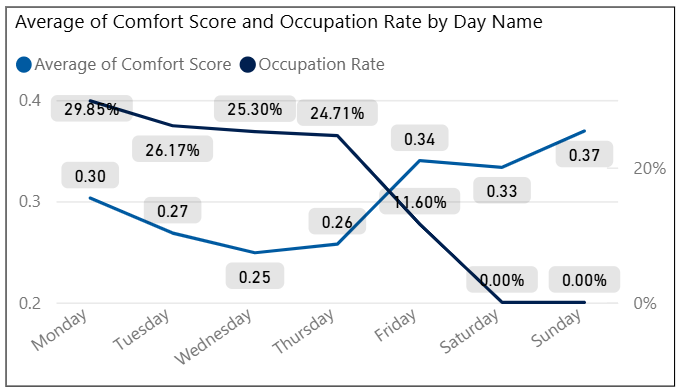 Average of Comfort Score and Occupation Rate by Day Name
Average of Comfort Score Occupation Rate
0.4
29.85%
26.17%
25.30%
24.71%
11.60%
0.00%
0.00%
0.30
0.27
0.25
0.26
0.34
0.33
0.37
0.3
0.2
20%
0%
Monday
Tuesday
Wednesday
Thursday
Friday
Saturday
Sunday